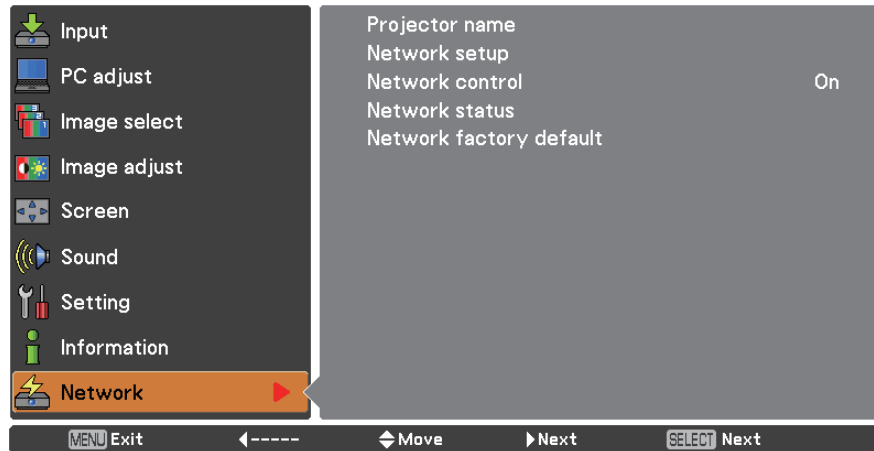 Input
PC adjust
Image select
Image adjust
Screen
Sound
Setting
Information
Network
Projector name
Network setup
Network control On
Network status
Network factory default
MENU Exit ----- Move Next SELECT Next